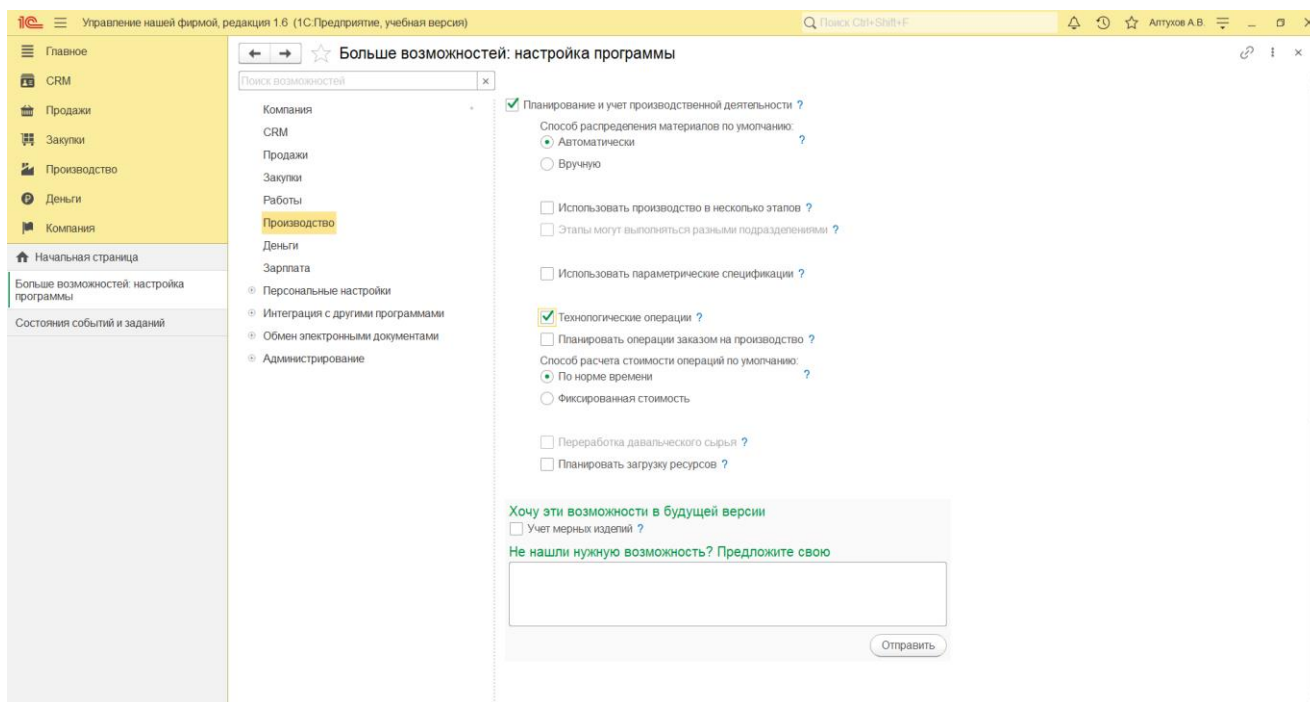 1С Управление нашей фирмой, редакция 1.6 (1С:Предприятие, учебная версия)
Поиск Ctrl+Shift+F
Аптухов А.В.
Главное
CRM
Продажи
Закупки
Производство
Деньги
Компания
Начальная страница
Больше возможностей: настройка
программы
Состояния событий и заданий
Больше возможностей: настройка программы
Поиск возможностей
Компания
CRM
Продажи
Закупки
Работы
Производство
Деньги
Зарплата
Персональные настройки
Интеграция с другими программами
Обмен электронными документами
Администрирование
Планирование и учет производственной деятельности ?
Способ распределения материалов по умолчанию:
Автоматически ?
Вручную
Использовать производство в несколько этапов ?
Этапы могут выполняться разными подразделениями ?
Использовать параметрические спецификации ?
Технологические операции ?
Планировать операции заказом на производство ?
Способ расчета стоимости операций по умолчанию:
По норме времени ?
Фиксированная стоимость
Переработка давальческого сырья ?
Планировать загрузку ресурсов ?
Хочу эти возможности в будущей версии
Учет мерных изделий ?
Не нашли нужную возможность? Предложите свою
Отправить